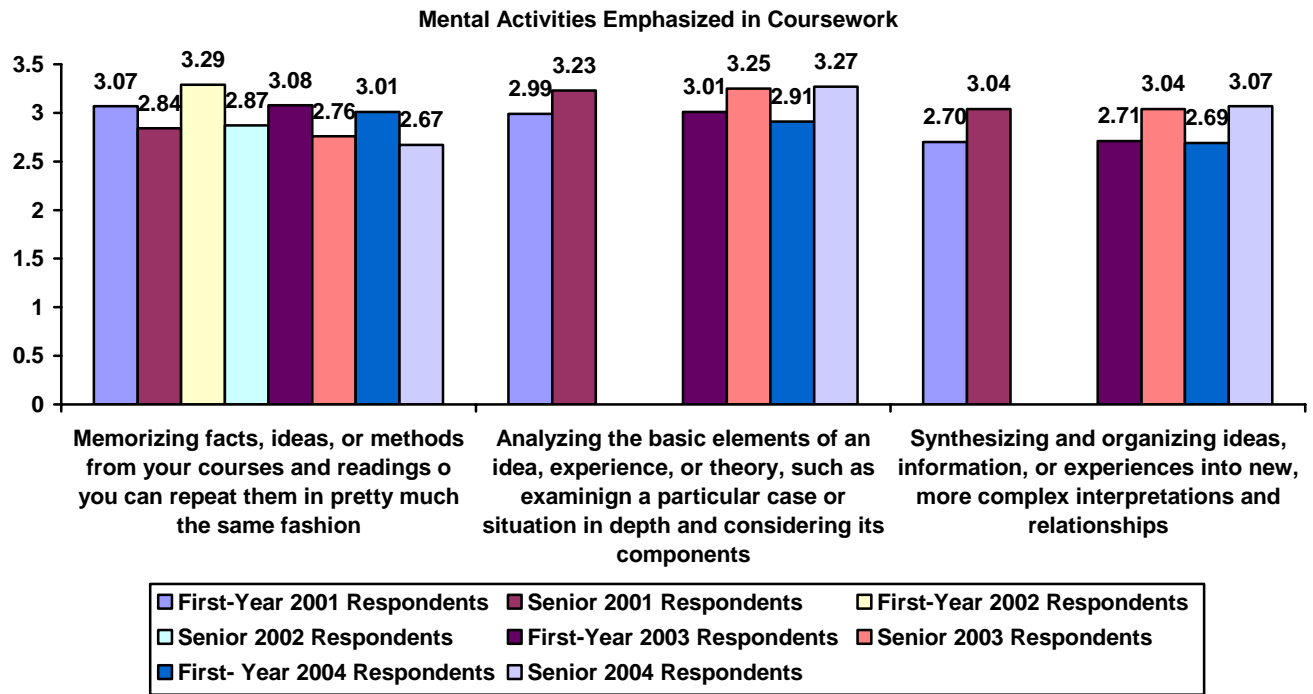 Mental Activities Emphasized in Coursework
3.07 2.84 3.29 2.87 3.08 2.76 3.01 2.67 2.99 3.23 3.01 3.25 2.91 3.27 2.70 3.04 2.71 3.04 2.69 3.07
3.5
3
2.5
2
1.5
1
0.5
0
Memorizing facts, ideas, or methods
from your courses and readings o
you can repeat them in pretty much
the same fashion
Analyzing the basic elements of an
idea, experience, or theory, such as
examinign a particular case or
situation in depth and considering its
components
Synthesizing and organizing ideas,
information, or experiences into new,
more complex interpretations and
relationships
First-Year 2001 Respondents Senior 2001 Respondents First-Year 2002 Respondents
Senior 2002 Respondents First-Year 2003 Respondents Senior 2003 Respondents
First- Year 2004 Respondents Senior 2004 Respondents